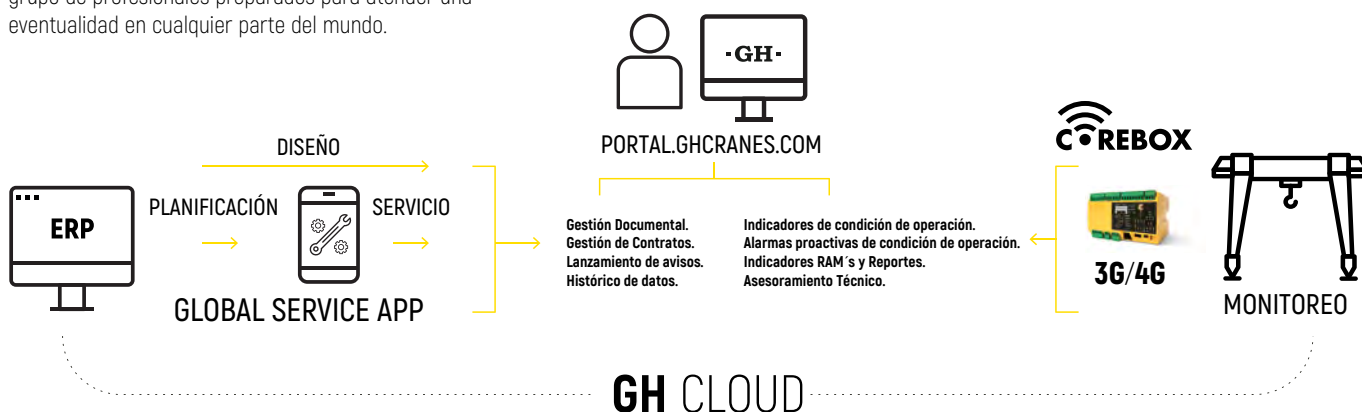 grupo de profesionales preparados para atender una
eventualidad en cualquier parte del mundo.
·GH·
PORTAL.GHCRANES.COM
DISEÑO
ERP
PLANIFICACIÓN
SERVICIO
GLOBAL SERVICE APP
Gestión Documental.
Gestión de Contratos.
Lanzamiento de avisos.
Histórico de datos.
Indicadores de condición de operación.
Alarmas proactivas de condición de operación.
Indicadores RAM´s y Reportes.
Asesoramiento Técnico.
COREBOX
3G/4G
MONITOREO
GH CLOUD